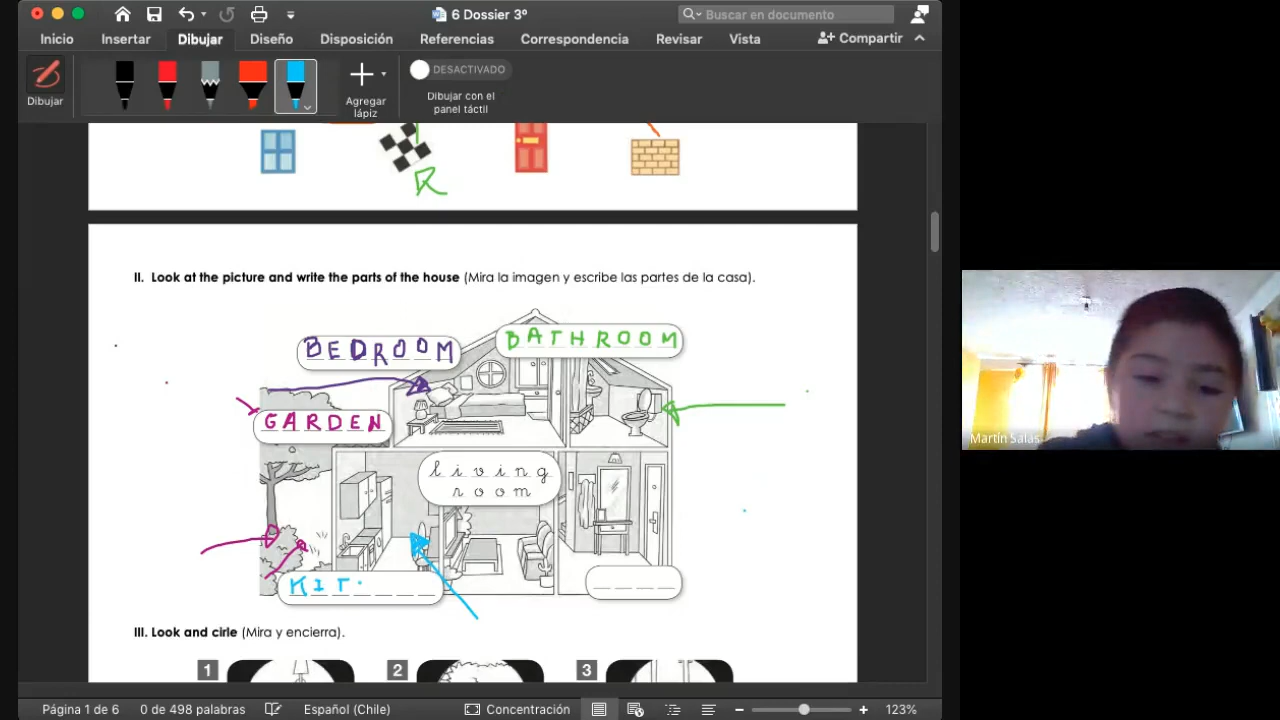 6 Dossier 3º
Buscar en documento
Inicio
Insertar
Dibujar
Diseño
Disposición
Referencias
Correspondencia
Revisar
Vista
Compartir
Dibujar
Agregar lápiz
DESACTIVADO
Dibujar con el panel táctil
II. Look at the picture and write the parts of the house (Mira la imagen y escribe las partes de la casa).
BEDROOM
BATHROOM
GARDEN
living
room
KIT
III. Look and cirle (Mira y encierra).
1
2
3
Martín Salas
Página 1 de 6
0 de 498 palabras
Español (Chile)
Concentración
123%